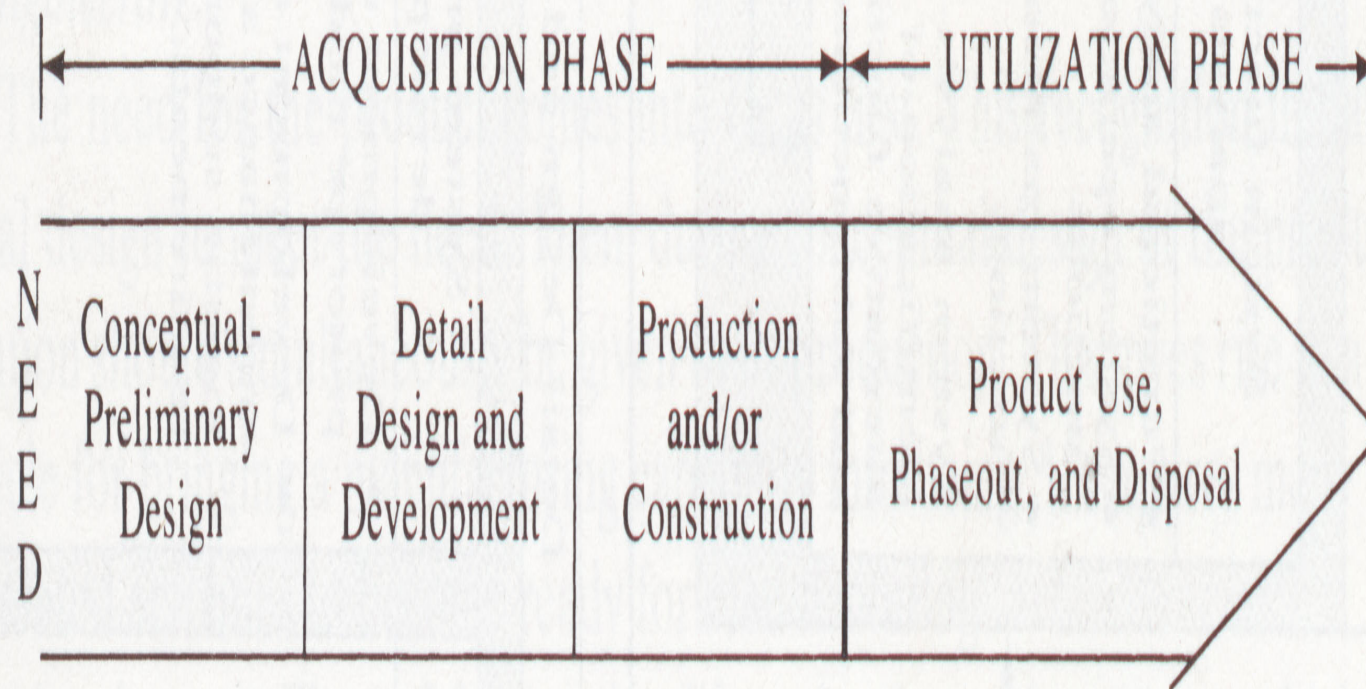 ACQUISITION PHASE
UTILIZATION PHASE
NEED
Conceptual-
Preliminary
Design
Detail
Design and
Development
Production
and/or
Construction
Product Use,
Phaseout, and Disposal